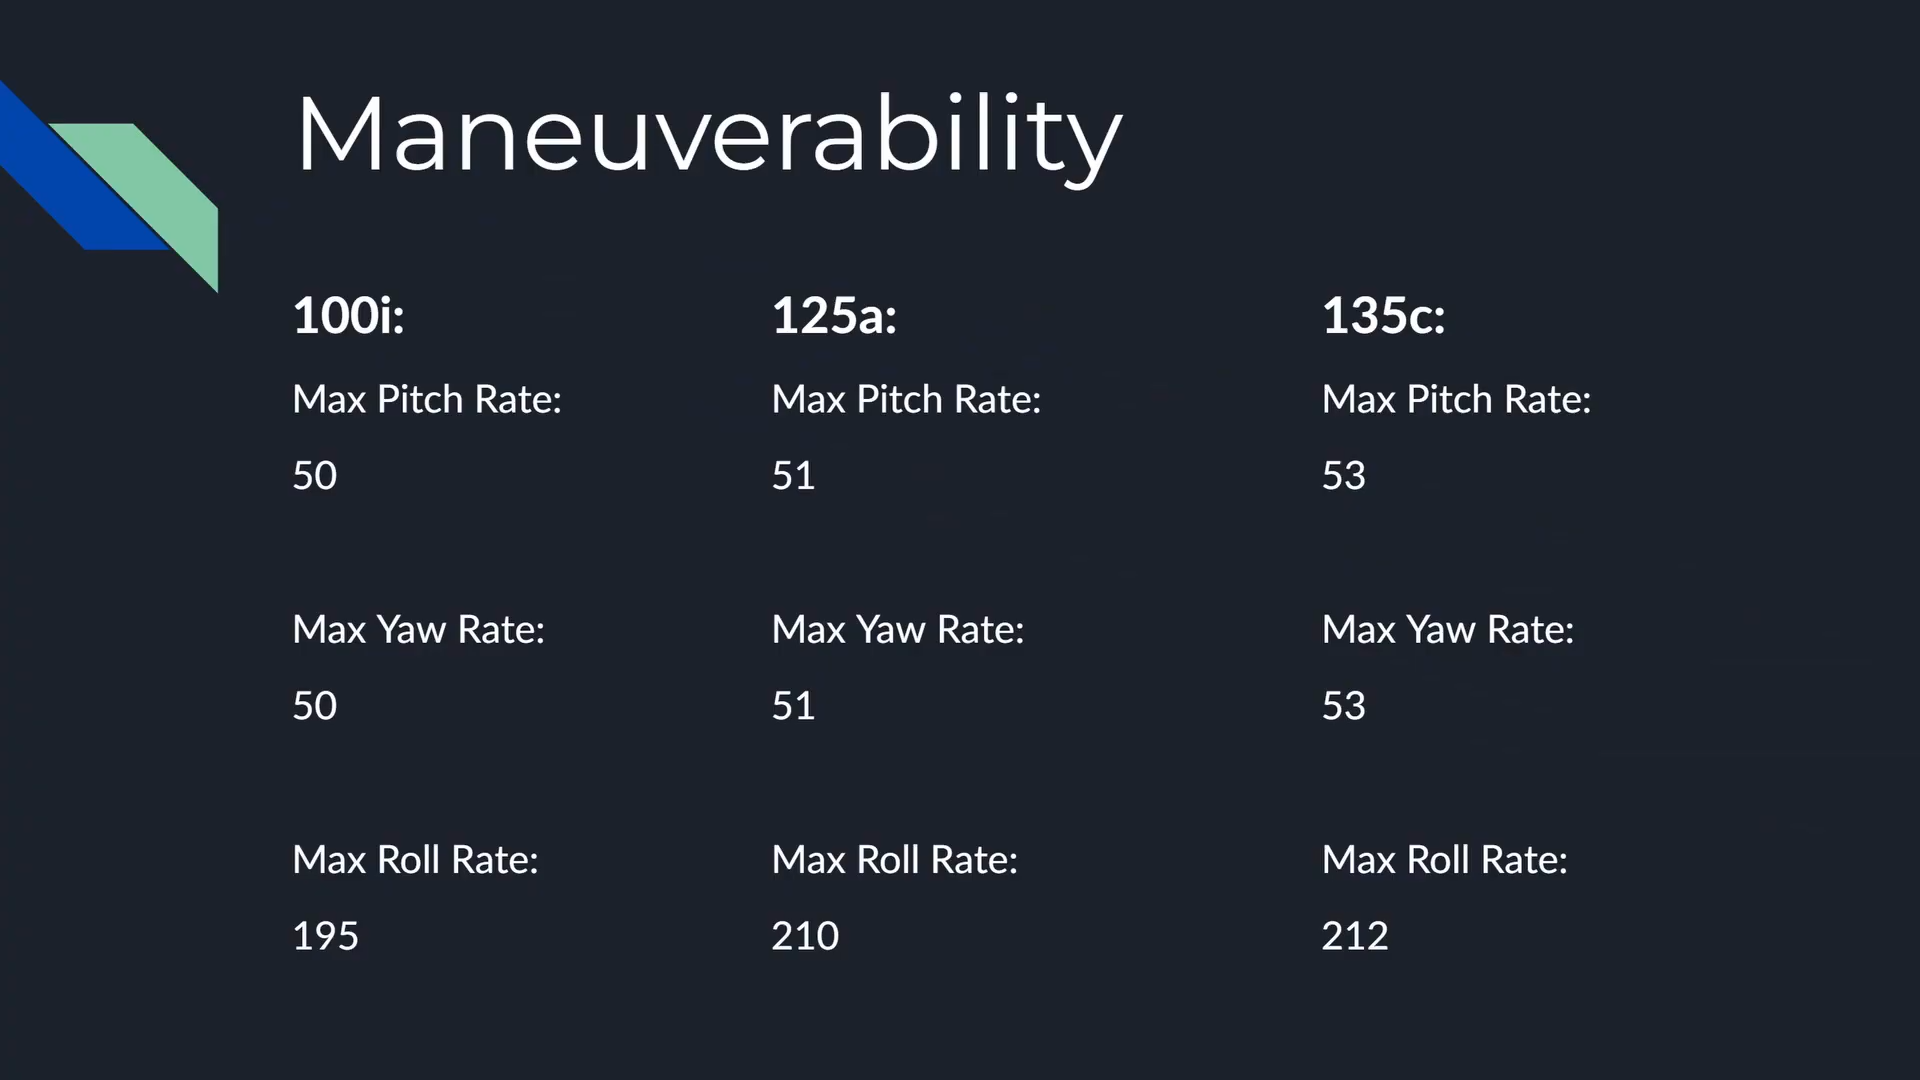 Maneuverability
100i:
Max Pitch Rate:
50
Max Yaw Rate:
50
Max Roll Rate:
195
125a:
Max Pitch Rate:
51
Max Yaw Rate:
51
Max Roll Rate:
210
135c:
Max Pitch Rate:
53
Max Yaw Rate:
53
Max Roll Rate:
212